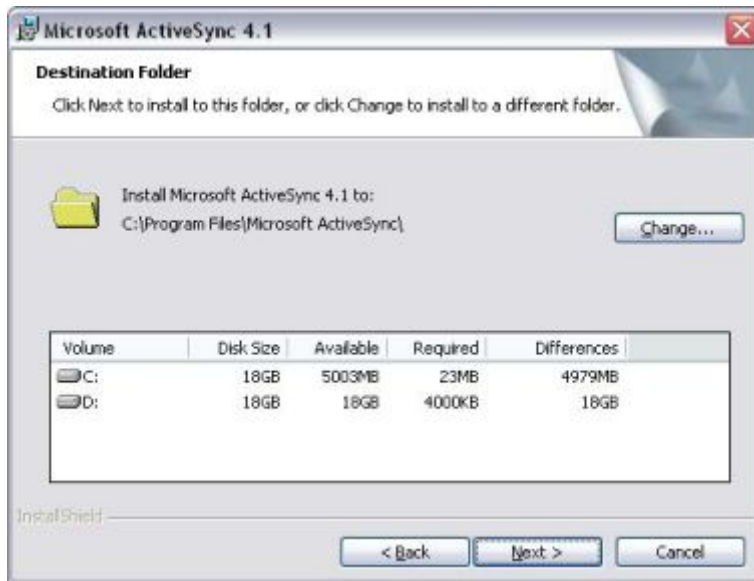 Microsoft ActiveSync 4.1
Destination Folder
Click Next to install to this folder, or click Change to install to a different folder.
Install Microsoft ActiveSync 4.1 to:
C:\Program Files\Microsoft ActiveSync\
Change...
Volume Disk Size Available Required Differences
C: 18GB 5003MB 23MB 4979MB
D: 18GB 18GB 4000KB 18GB
InstallShield
< Back Next > Cancel